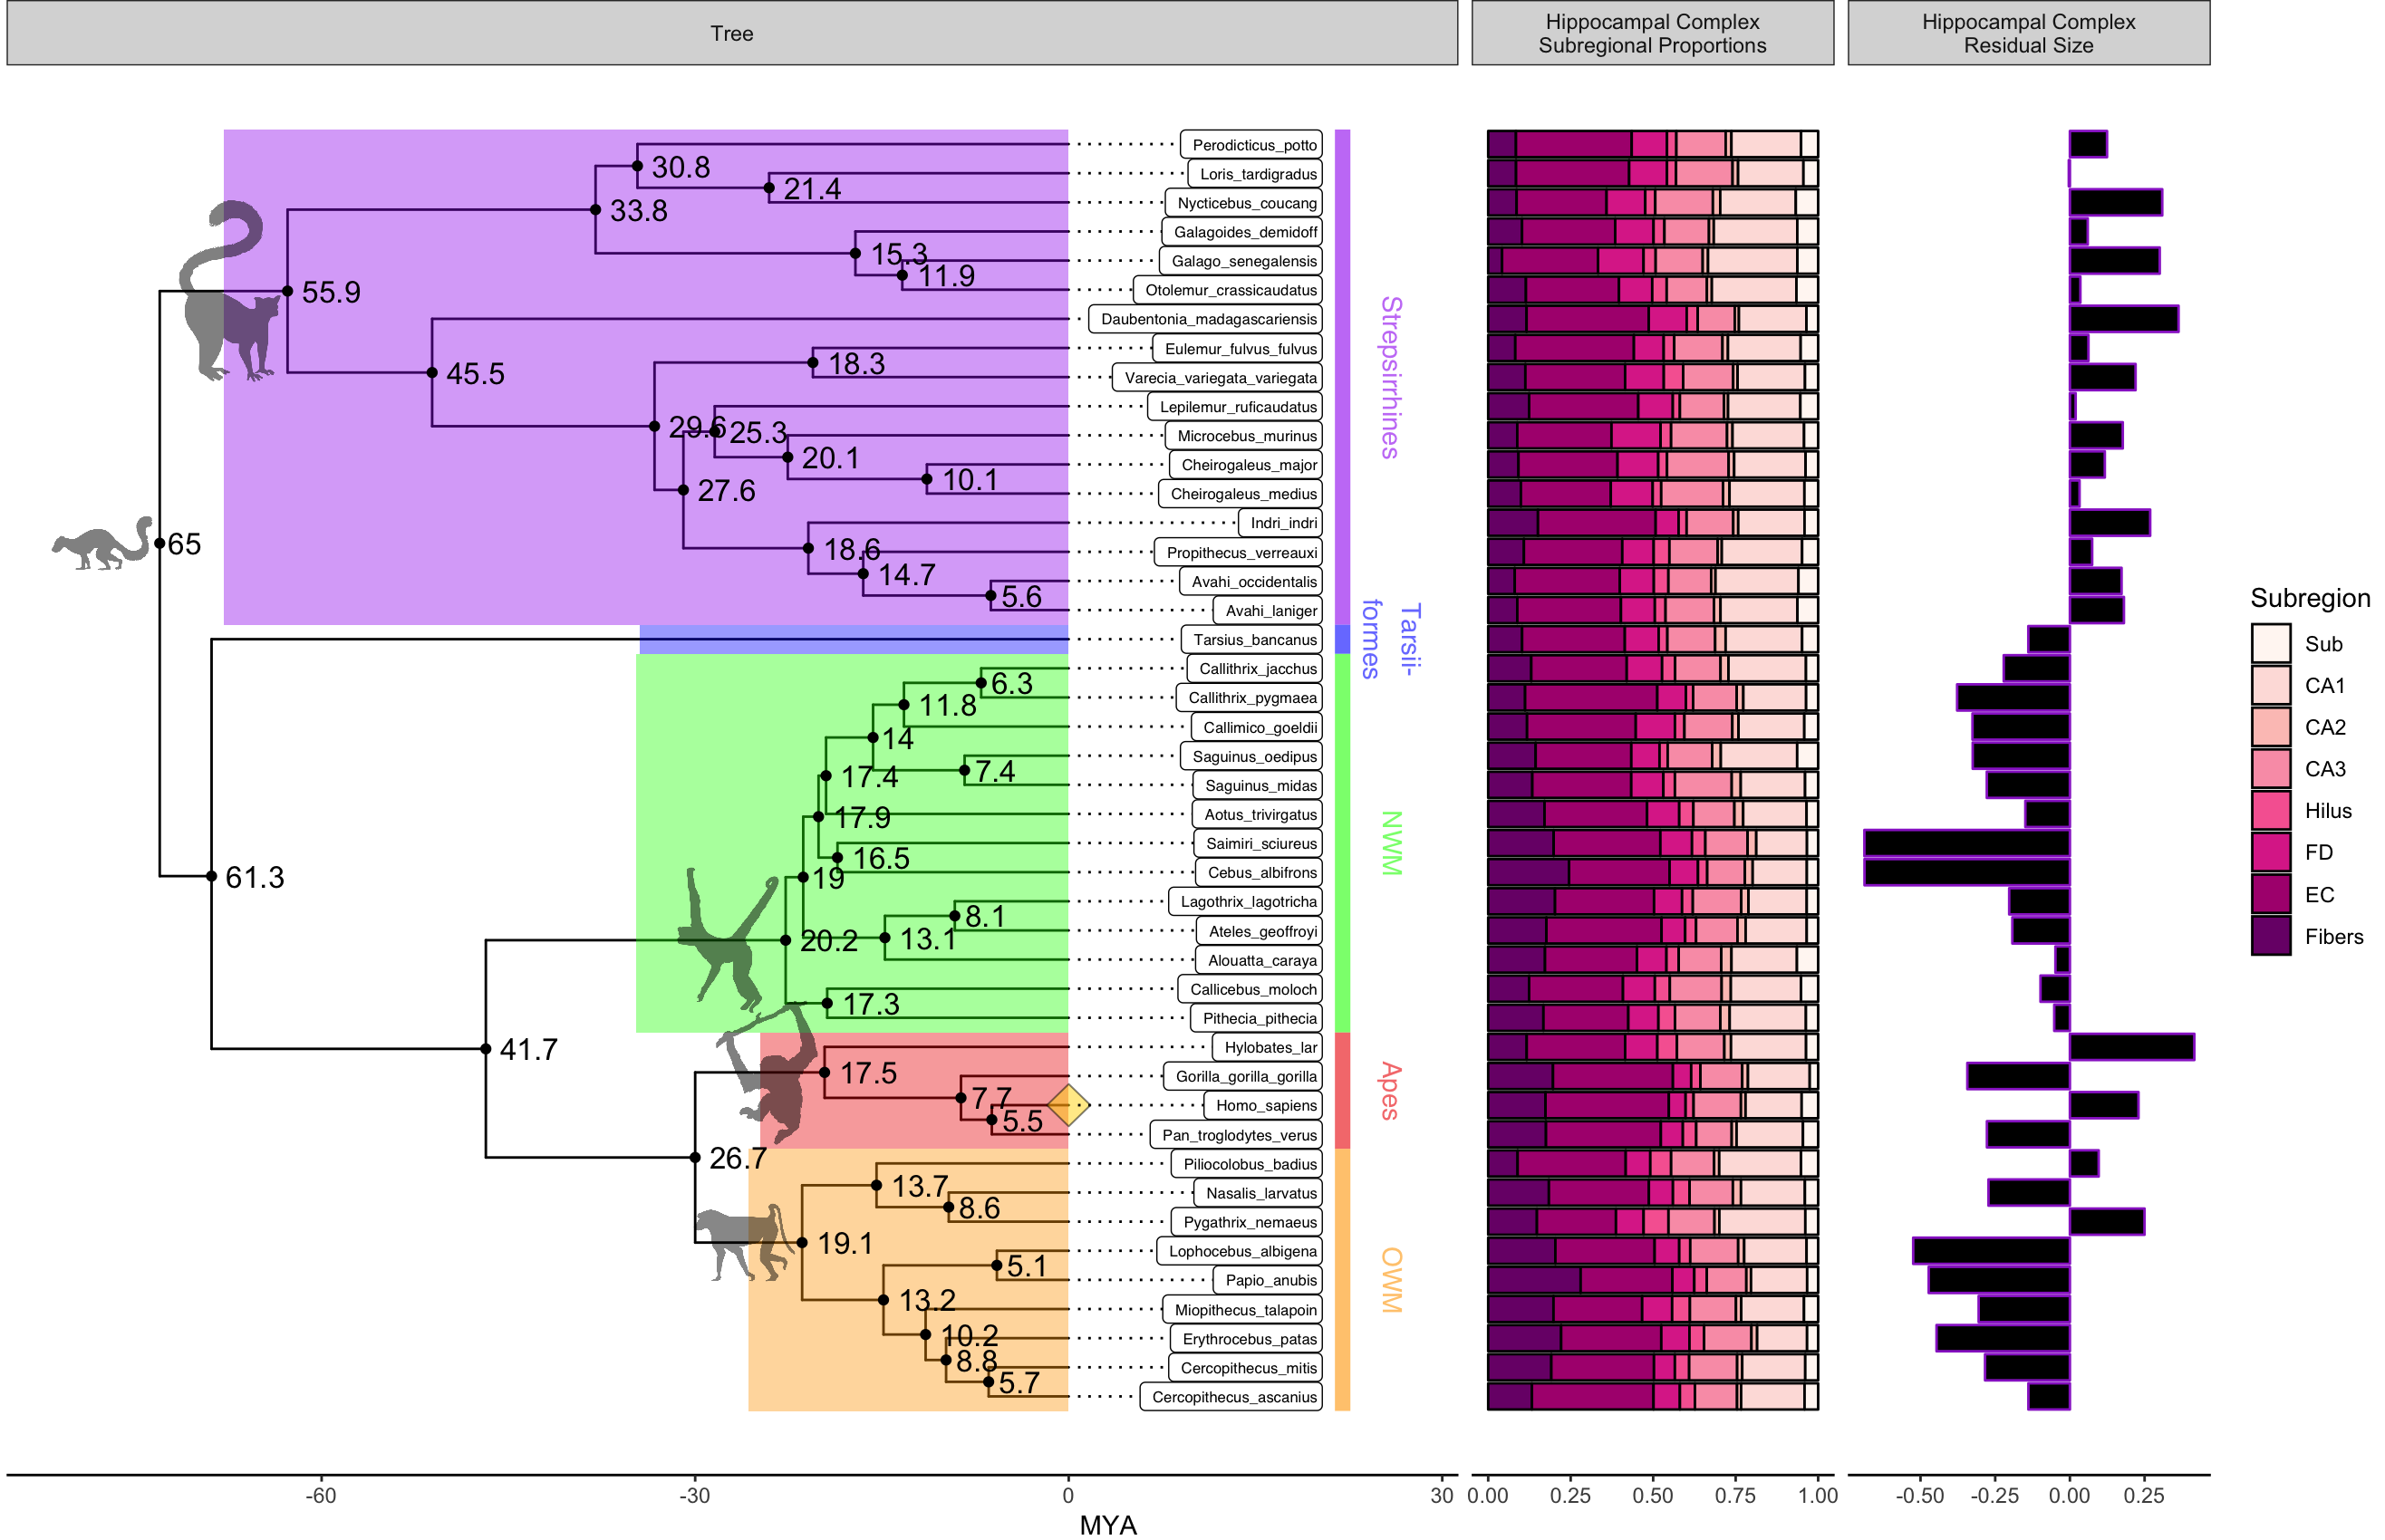 Tree
Hippocampal Complex
Subregional Proportions
Hippocampal Complex
Residual Size
Perodicticus_potto
30.8
Loris_tardigradus
21.4
Nycticebus_coucang
33.8
Galagoides_demidoff
15.3
Galago_senegalensis
11.9
Otolemur_crassicaudatus
55.9
Daubentonia_madagascariensis
Eulemur_fulvus_fulvus
18.3
Varecia_variegata_variegata
45.5
Lepilemur_ruficaudatus
29.6
25.3
Microcebus_murinus
20.1
Cheirogaleus_major
10.1
Cheirogaleus_medius
27.6
Indri_indri
18.6
Propithecus_verreauxi
14.7
Avahi_occidentalis
5.6
Avahi_laniger
65
Strepsirrhines
Tarsii-
formes
Tarsius_bancanus
Callithrix_jacchus
6.3
Callithrix_pygmaea
11.8
Callimico_goeldii
14
Saguinus_oedipus
7.4
Saguinus_midas
17.4
Aotus_trivirgatus
17.9
Saimiri_sciureus
16.5
Cebus_albifrons
19
61.3
Lagothrix_lagotricha
8.1
Ateles_geoffroyi
13.1
20.2
Alouatta_caraya
Callicebus_moloch
17.3
Pithecia_pithecia
NWM
41.7
Hylobates_lar
17.5
Gorilla_gorilla_gorilla
7.7
Homo_sapiens
5.5
Pan_troglodytes_verus
Apes
26.7
Piliocolobus_badius
13.7
Nasalis_larvatus
8.6
Pygathrix_nemaeus
19.1
Lophocebus_albigena
5.1
Papio_anubis
13.2
Miopithecus_talapoin
10.2
Erythrocebus_patas
8.8
Cercopithecus_mitis
5.7
Cercopithecus_ascanius
OWM
Subregion
Sub
CA1
CA2
CA3
Hilus
FD
EC
Fibers
-60
-30
0
30
0.00
0.25
0.50
0.75
1.00
-0.50
-0.25
0.00
0.25
MYA